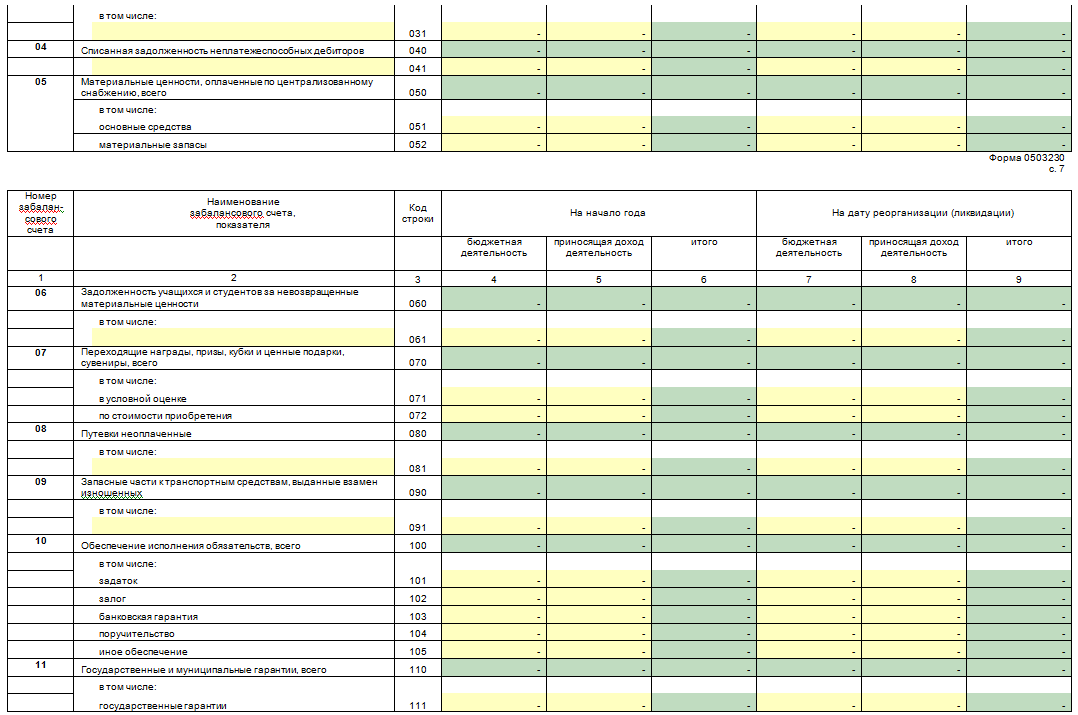 в том числе:
031 - - - - - -
04 Списанная задолженность неплатежеспособных дебиторов 040 - - - - - -
041 - - - - - -
05 Материальные ценности, оплаченные по централизованному
снабжению, всего 050 - - - - - -
в том числе:
основные средства 051 - - - - - -
материальные запасы 052 - - - - - -
Форма 0503230
с. 7
Номер
забалан-
сового
счета
Наименование
забалансового счета,
показателя
Код
строки
На начало года
На дату реорганизации (ликвидации)
бюджетная
деятельность
приносящая доход
деятельность
итого
бюджетная
деятельность
приносящая доход
деятельность
итого
1 2 3 4 5 6 7 8 9
06 Задолженность учащихся и студентов за невозвращенные
материальные ценности 060 - - - - - -
в том числе:
061 - - - - - -
07 Переходящие награды, призы, кубки и ценные подарки,
сувениры, всего 070 - - - - - -
в том числе:
в условной оценке 071 - - - - - -
по стоимости приобретения 072 - - - - - -
08 Путевки неоплаченные 080 - - - - - -
в том числе:
081 - - - - - -
09 Запасные части к транспортным средствам, выданные взамен
изношенных 090 - - - - - -
в том числе:
091 - - - - - -
10 Обеспечение исполнения обязательств, всего 100 - - - - - -
в том числе:
задаток 101 - - - - - -
залог 102 - - - - - -
банковская гарантия 103 - - - - - -
поручительство 104 - - - - - -
иное обеспечение 105 - - - - - -
11 Государственные и муниципальные гарантии, всего 110 - - - - - -
в том числе:
государственные гарантии 111 - - - - - -